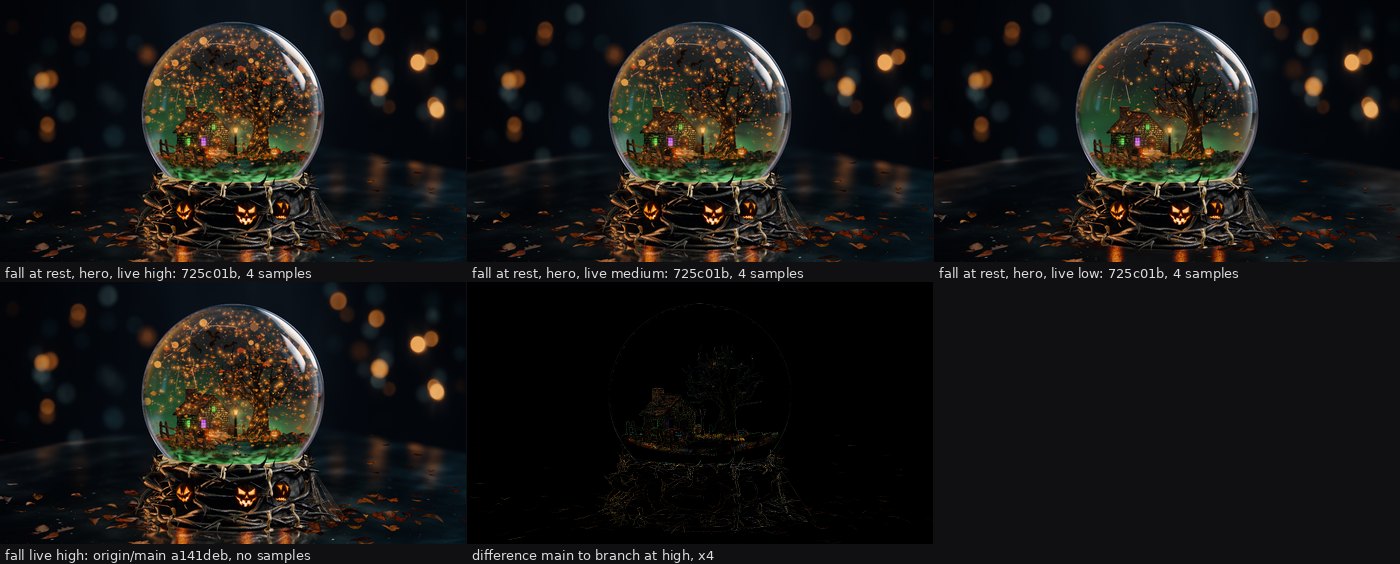 fall at rest, hero, live high: 725c01b, 4 samples
fall at rest, hero, live medium: 725c01b, 4 samples
fall at rest, hero, live low: 725c01b, 4 samples
fall live high: origin/main a141deb, no samples
difference main to branch at high, x4